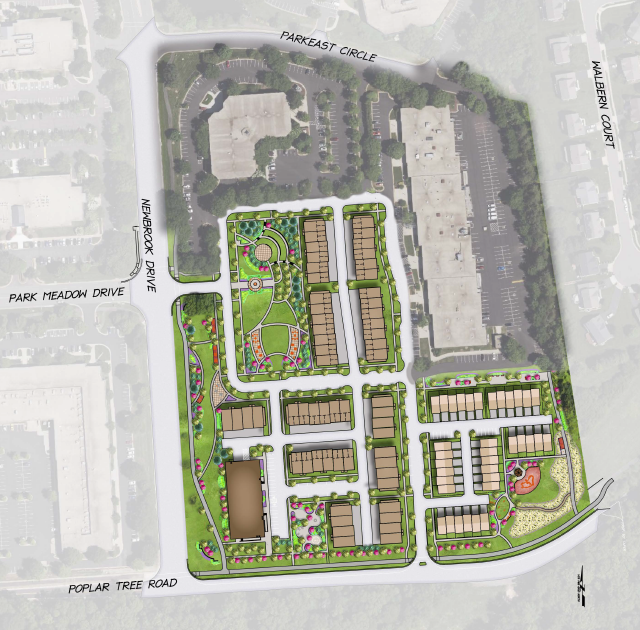 PARKEAST CIRCLE
WALBERN COURT
NEWBROOK DRIVE
PARK MEADOW DRIVE
POPLAR TREE ROAD